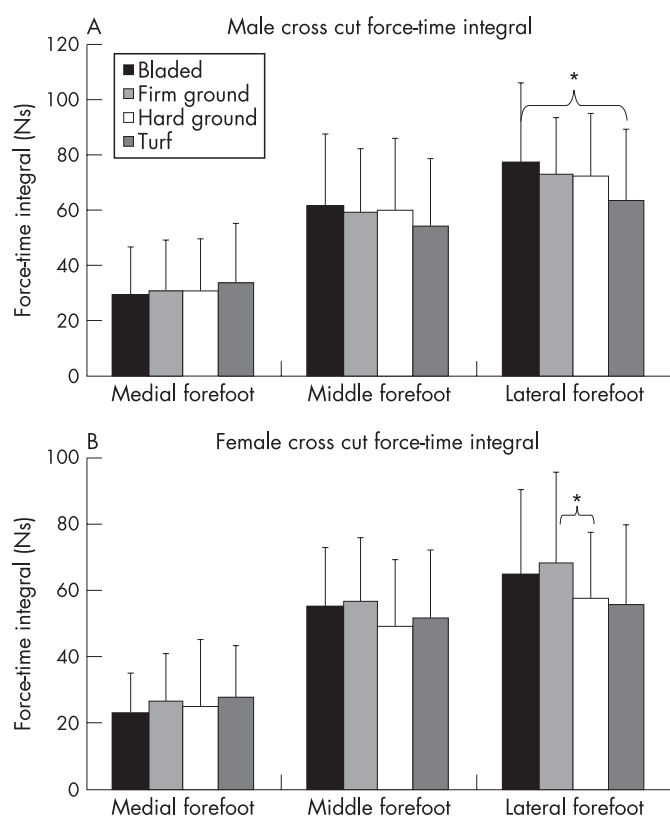 A
Male cross cut force-time integral
120
100
80
60
40
20
0
Force-time integral (Ns)
Bladed
Firm ground
Hard ground
Turf
*
Medial forefoot
Middle forefoot
Lateral forefoot
B
Female cross cut force-time integral
100
80
60
40
20
0
Force-time integral (Ns)
*
Medial forefoot
Middle forefoot
Lateral forefoot